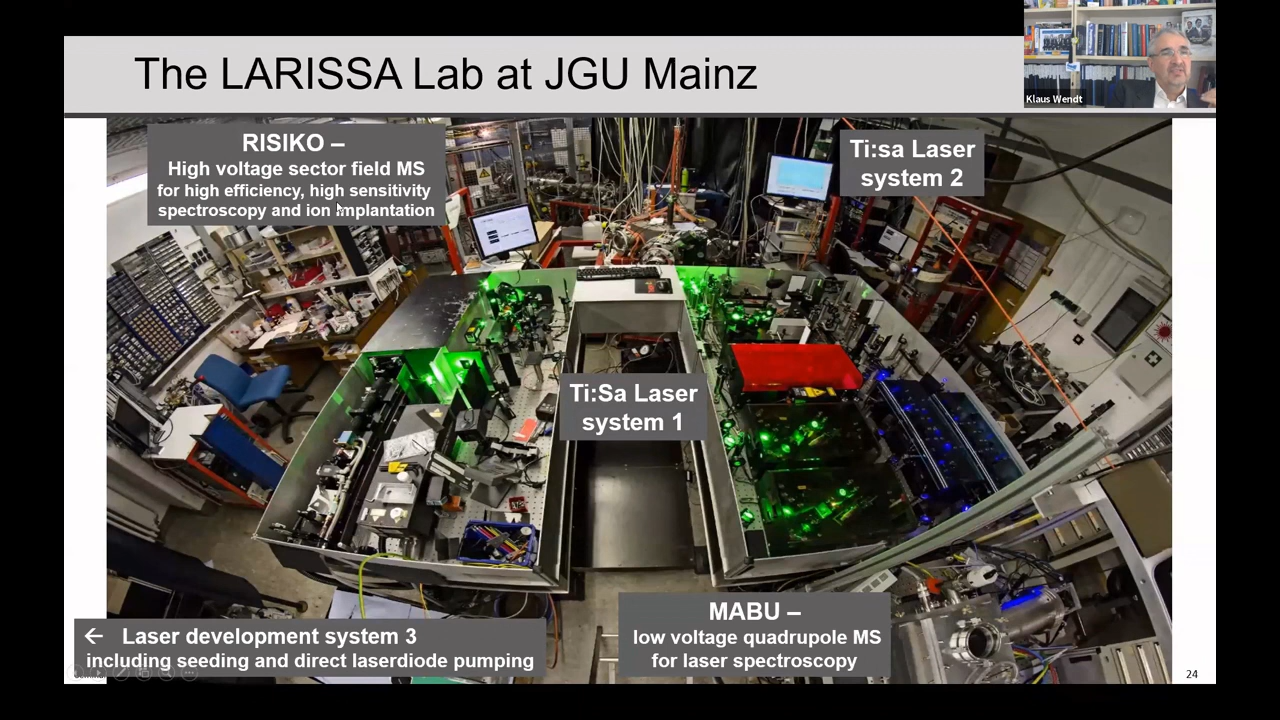 The LARISSA Lab at JGU Mainz
Klaus Wendt
RISIKO –
High voltage sector field MS
for high efficiency, high sensitivity
spectroscopy and ion implantation
Ti:sa Laser
system 2
Ti:Sa Laser
system 1
MABU –
low voltage quadrupole MS
for laser spectroscopy
← Laser development system 3
including seeding and direct laserdiode pumping
24